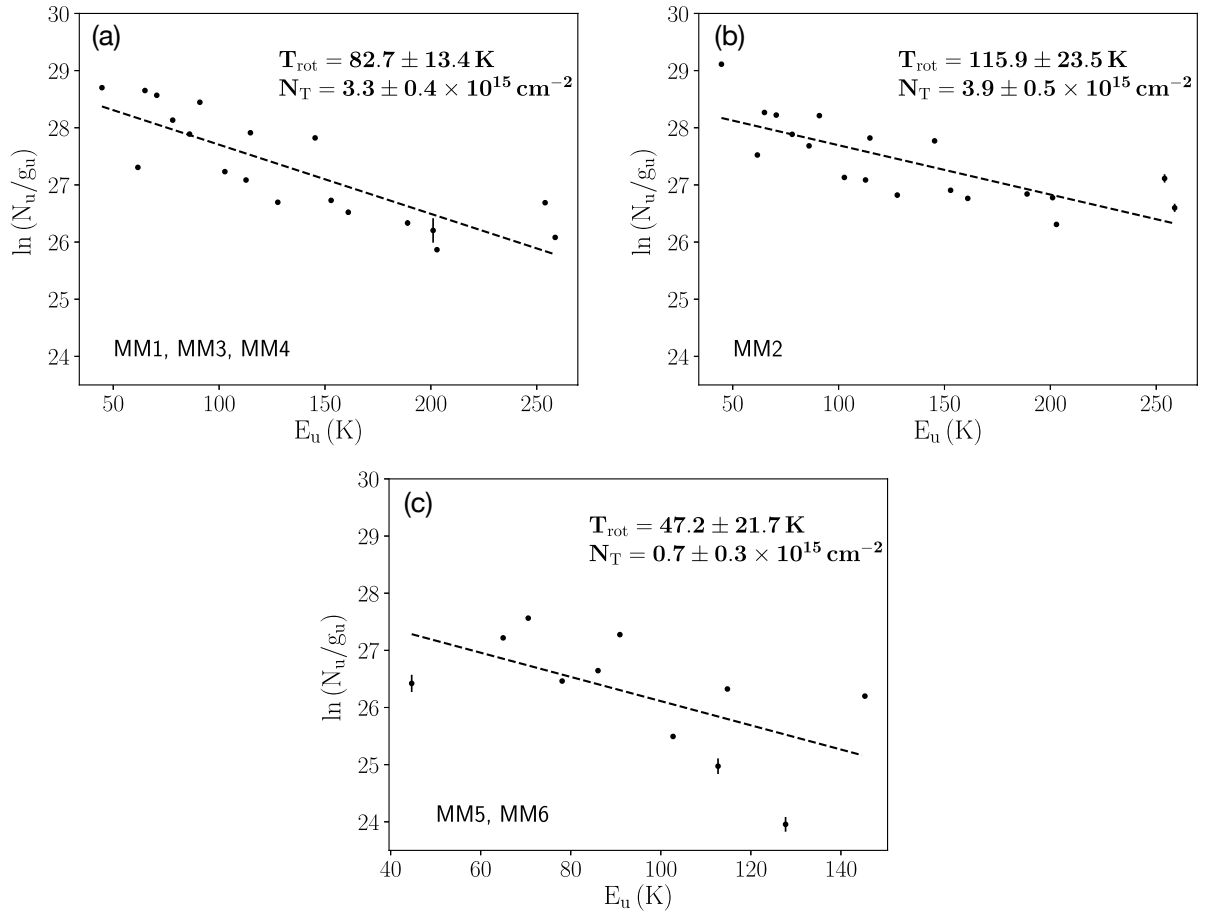 (a)
T_rot = 82.7 ± 13.4 K
N_T = 3.3 ± 0.4 × 10^15 cm^−2
30
29
28
27
26
25
24
ln (N_u/g_u)
MM1, MM3, MM4
50 100 150 200 250
E_u (K)
(b)
T_rot = 115.9 ± 23.5 K
N_T = 3.9 ± 0.5 × 10^15 cm^−2
30
29
28
27
26
25
24
ln (N_u/g_u)
MM2
50 100 150 200 250
E_u (K)
(c)
T_rot = 47.2 ± 21.7 K
N_T = 0.7 ± 0.3 × 10^15 cm^−2
30
29
28
27
26
25
24
ln (N_u/g_u)
MM5, MM6
40 60 80 100 120 140
E_u (K)